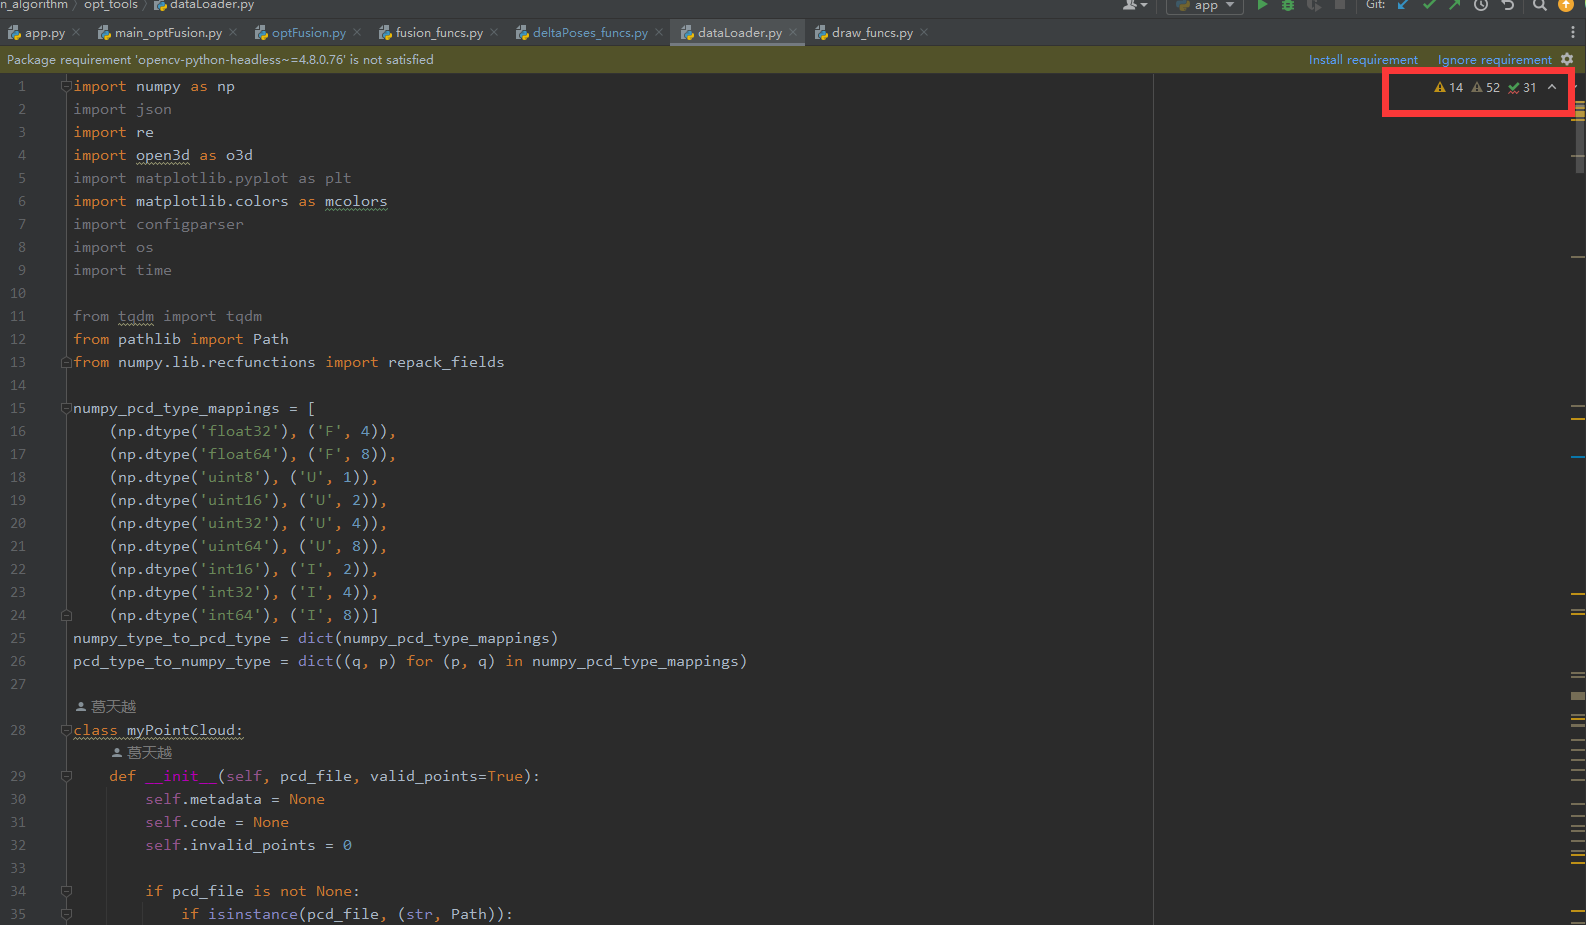 n_algorithm opt_tools dataLoader.py app Git:
app.py main_optFusion.py optFusion.py fusion_funcs.py deltaPoses_funcs.py dataLoader.py draw_funcs.py
Package requirement 'opencv-python-headless~=4.8.0.76' is not satisfied Install requirement Ignore requirement
14 52 31
1 import numpy as np
2 import json
3 import re
4 import open3d as o3d
5 import matplotlib.pyplot as plt
6 import matplotlib.colors as mcolors
7 import configparser
8 import os
9 import time
10
11 from tqdm import tqdm
12 from pathlib import Path
13 from numpy.lib.recfunctions import repack_fields
14
15 numpy_pcd_type_mappings = [
16 (np.dtype('float32'), ('F', 4)),
17 (np.dtype('float64'), ('F', 8)),
18 (np.dtype('uint8'), ('U', 1)),
19 (np.dtype('uint16'), ('U', 2)),
20 (np.dtype('uint32'), ('U', 4)),
21 (np.dtype('uint64'), ('U', 8)),
22 (np.dtype('int16'), ('I', 2)),
23 (np.dtype('int32'), ('I', 4)),
24 (np.dtype('int64'), ('I', 8))]
25 numpy_type_to_pcd_type = dict(numpy_pcd_type_mappings)
26 pcd_type_to_numpy_type = dict((q, p) for (p, q) in numpy_pcd_type_mappings)
27
葛天越
28 class myPointCloud:
葛天越
29 def __init__(self, pcd_file, valid_points=True):
30 self.metadata = None
31 self.code = None
32 self.invalid_points = 0
33
34 if pcd_file is not None:
35 if isinstance(pcd_file, (str, Path)):